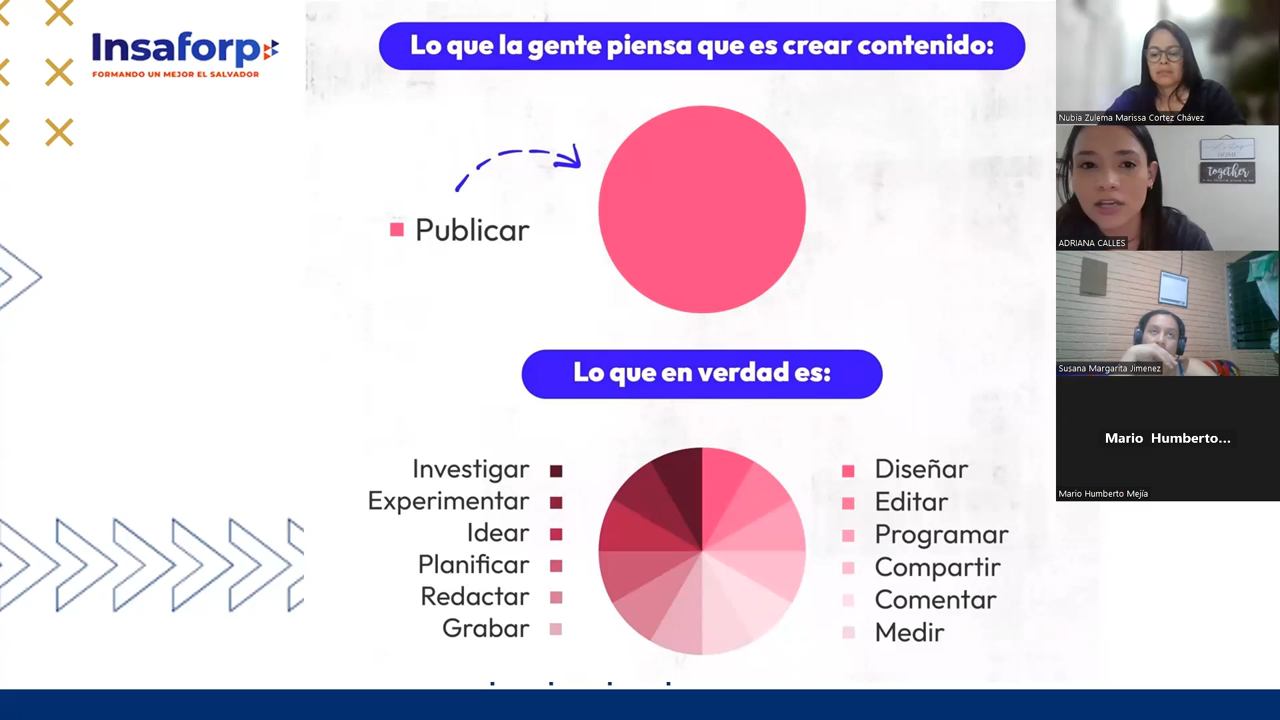 Insaforp
FORMANDO UN MEJOR EL SALVADOR
Lo que la gente piensa que es crear contenido:
Publicar
Lo que en verdad es:
Investigar
Experimentar
Idear
Planificar
Redactar
Grabar
Diseñar
Editar
Programar
Compartir
Comentar
Medir
Nubia Zulema Marissa Cortez Chávez
HOME
together
ADRIANA CALLES
Susana Margarita Jimenez
Mario Humberto...
Mario Humberto Mejía